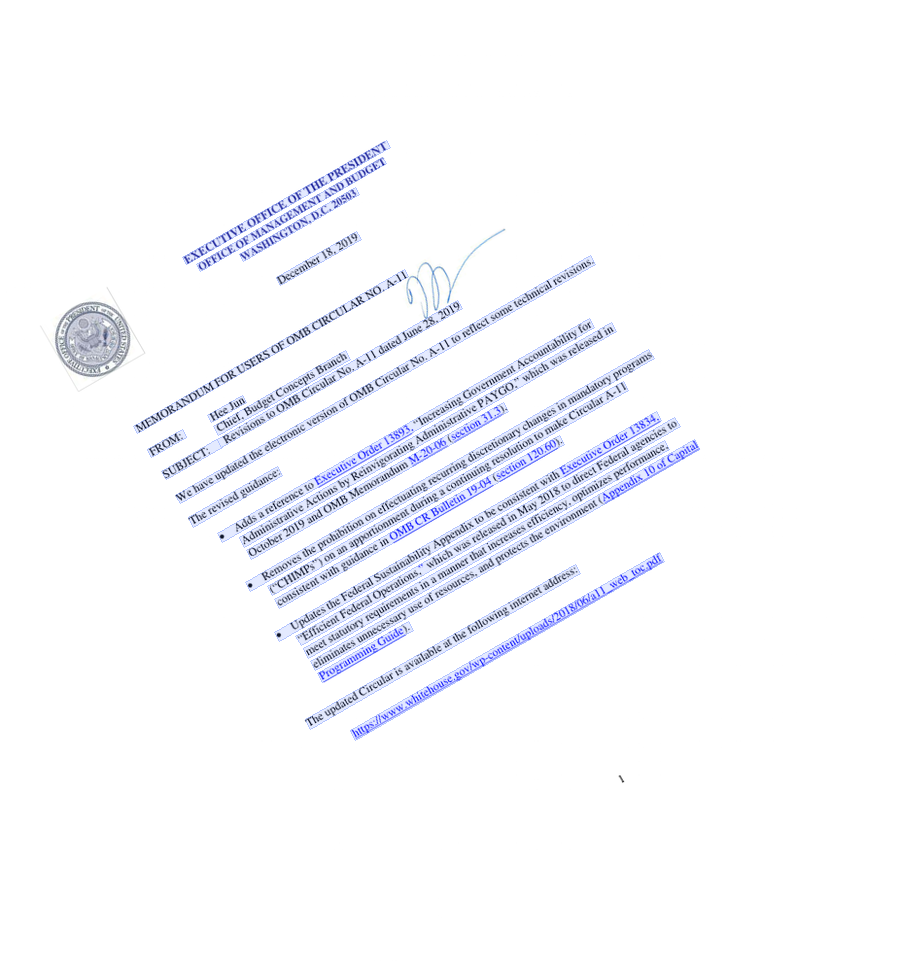 EXECUTIVE OFFICE OF THE PRESIDENT
OFFICE OF MANAGEMENT AND BUDGET
WASHINGTON, D.C. 20503
December 18, 2019
MEMORANDUM FOR USERS OF OMB CIRCULAR NO. A-11
FROM: Hee Jun
Chief, Budget Concepts Branch
SUBJECT: Revisions to OMB Circular No. A-11 dated June 28, 2019
We have updated the electronic version of OMB Circular No. A-11 to reflect some technical revisions.
The revised guidance:
• Adds a reference to Executive Order 13893, “Increasing Government Accountability for
Administrative Actions by Reinvigorating Administrative PAYGO,” which was released in
October 2019 and OMB Memorandum M-20-06 (section 31.3).
• Removes the prohibition on effectuating recurring discretionary changes in mandatory programs
(“CHIMPs”) on an apportionment during a continuing resolution to make Circular A-11
consistent with guidance in OMB CR Bulletin 19-04 (section 120.60).
• Updates the Federal Sustainability Appendix to be consistent with Executive Order 13834,
“Efficient Federal Operations,” which was released in May 2018 to direct Federal agencies to
meet statutory requirements in a manner that increases efficiency, optimizes performance,
eliminates unnecessary use of resources, and protects the environment (Appendix 10 of Capital
Programming Guide).
The updated Circular is available at the following internet address:
https://www.whitehouse.gov/wp-content/uploads/2018/06/a11_web_toc.pdf
1